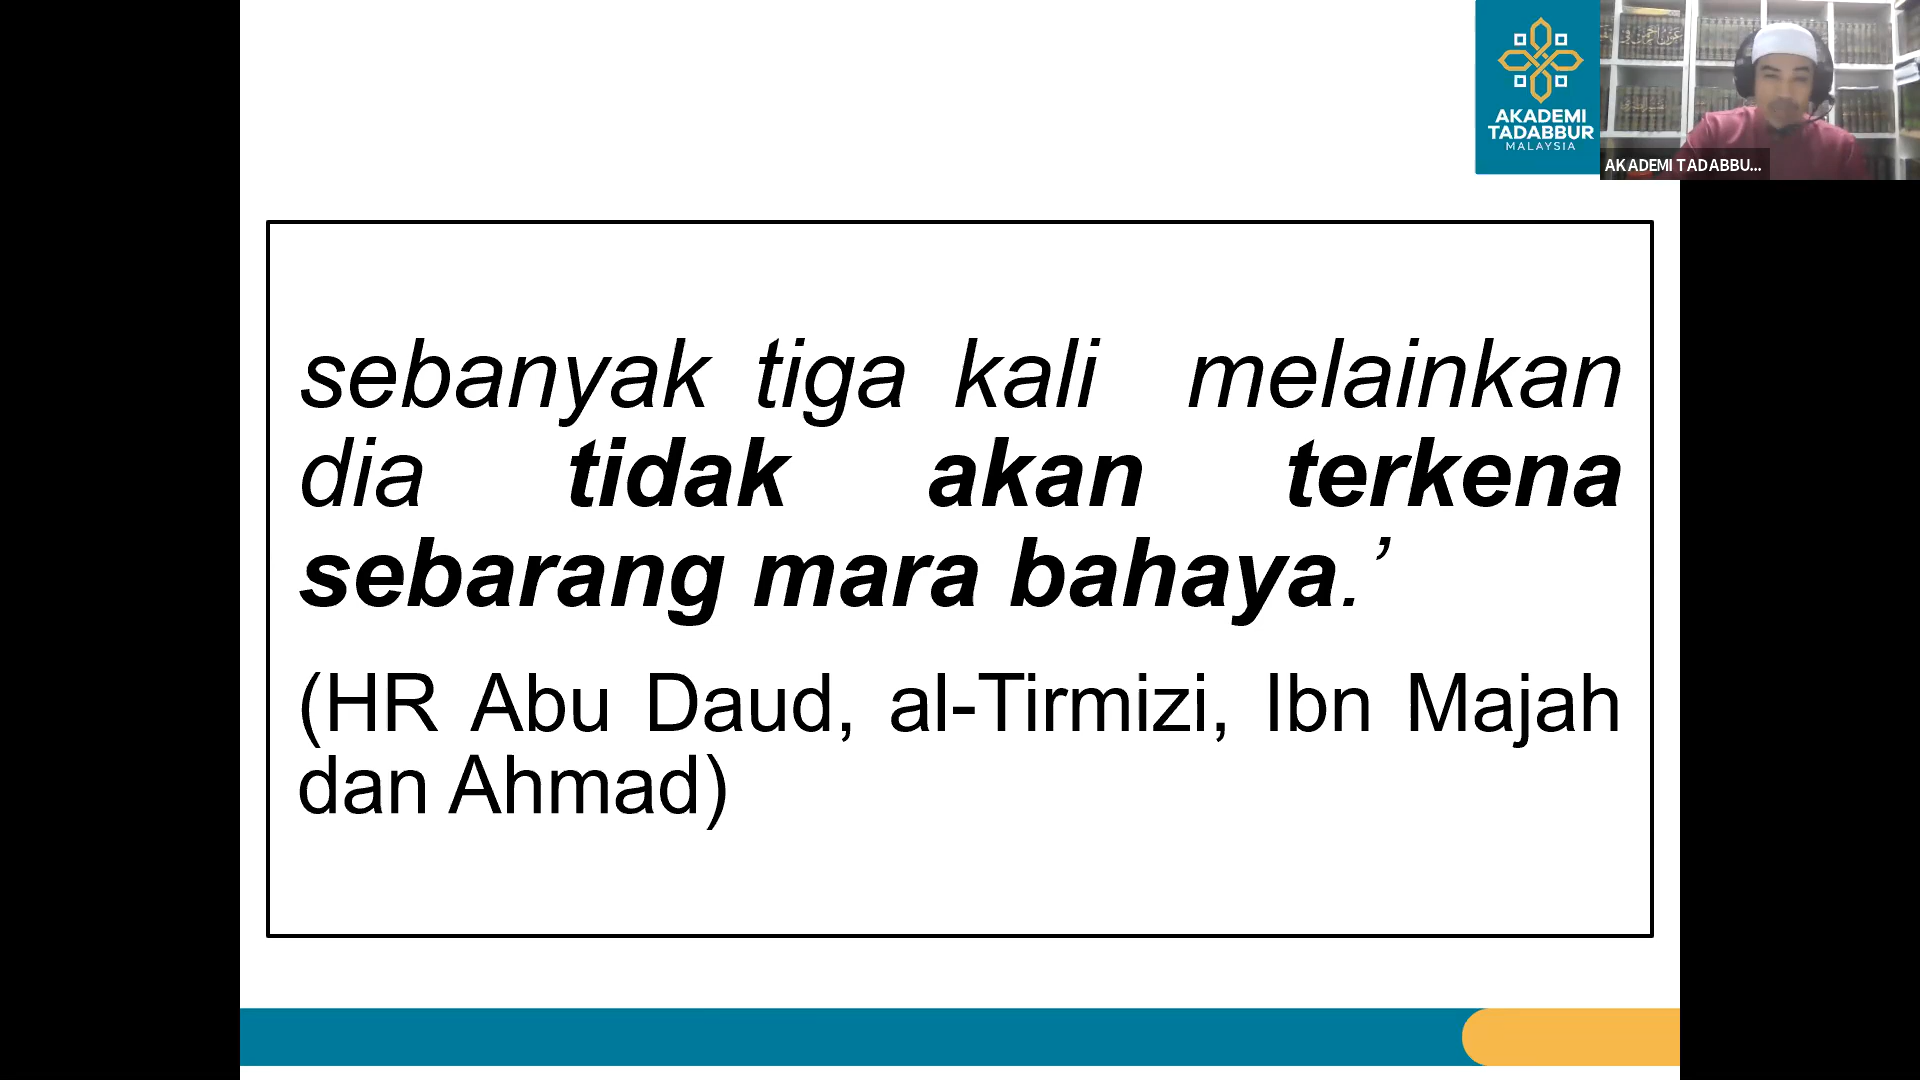 AKADEMI
TADABBUR
MALAYSIA
AKADEMI TADABBU...
sebanyak tiga kali melainkan
dia tidak akan terkena
sebarang mara bahaya.’
(HR Abu Daud, al-Tirmizi, Ibn Majah
dan Ahmad)